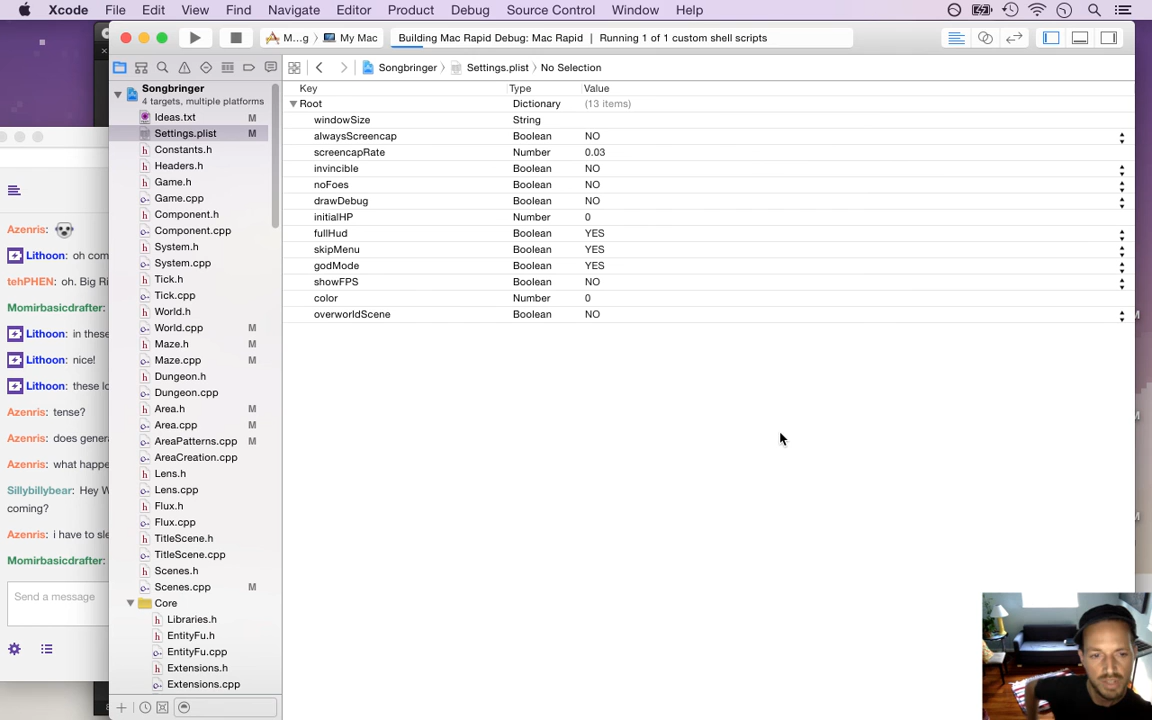 Xcode File Edit View Find Navigate Editor Product Debug Source Control Window Help
M...g My Mac Building Mac Rapid Debug: Mac Rapid | Running 1 of 1 custom shell scripts
Songbringer Settings.plist No Selection
Songbringer
4 targets, multiple platforms
Ideas.txt M
Settings.plist M
Constants.h
Headers.h
Game.h
Game.cpp
Component.h
Component.cpp
System.h
System.cpp
Tick.h
Tick.cpp
World.h
World.cpp M
Maze.h M
Maze.cpp M
Dungeon.h
Dungeon.cpp
Area.h M
Area.cpp M
AreaPatterns.cpp M
AreaCreation.cpp
Lens.h
Lens.cpp
Flux.h
Flux.cpp
TitleScene.h
TitleScene.cpp
Scenes.h
Scenes.cpp M
Core
Libraries.h
EntityFu.h
EntityFu.cpp
Extensions.h
Extensions.cpp
Key Type Value
Root Dictionary (13 items)
windowSize String
alwaysScreencap Boolean NO
screencapRate Number 0.03
invincible Boolean NO
noFoes Boolean NO
drawDebug Boolean NO
initialHP Number 0
fullHud Boolean YES
skipMenu Boolean YES
godMode Boolean YES
showFPS Boolean NO
color Number 0
overworldScene Boolean NO
Azenris:
Lithoon: oh com
tehPHEN: oh. Big Ri
Momirbasicdrafter:
Lithoon: in these
Lithoon: nice!
Lithoon: these lo
Azenris: tense?
Azenris: does gener
Azenris: what happe
Sillybillybear: Hey W
coming?
Azenris: i have to sle
Momirbasicdrafter:
Send a message